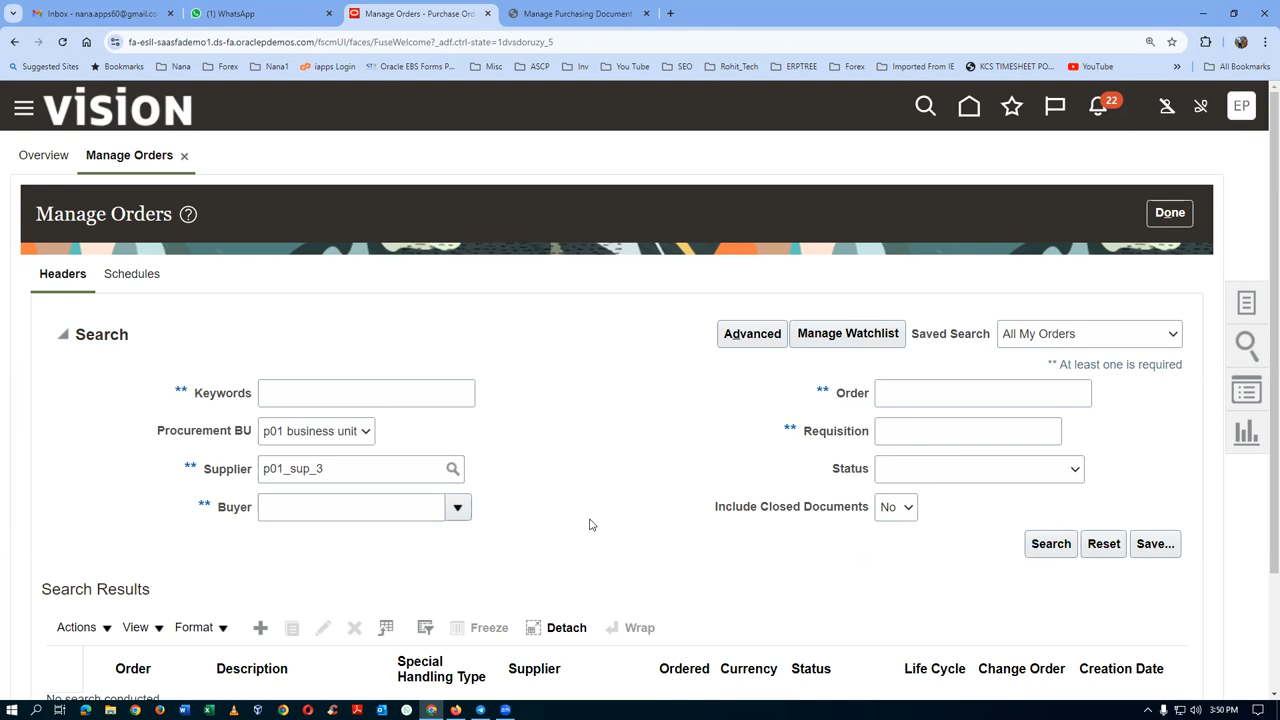 Inbox - nana.apps60@gmail.co
(1) WhatsApp
Manage Orders - Purchase Ord
Manage Purchasing Document
fa-esll-saasfademo1.ds-fa.oraclepdemos.com/fscmUI/faces/FuseWelcome?_adf.ctrl-state=1dvsdoruzy_5
Suggested Sites
Bookmarks
Nana
Forex
Nana1
iapps Login
Oracle EBS Forms P...
Misc
ASCP
Inv
You Tube
SEO
Rohit_Tech
ERPTREE
Forex
Imported From IE
KCS TIMESHEET PO...
YouTube
»
All Bookmarks
VISION
22
EP
Overview
Manage Orders
Manage Orders
Done
Headers
Schedules
Search
Advanced
Manage Watchlist
Saved Search
All My Orders
** At least one is required
** Keywords
** Order
Procurement BU
p01 business unit
** Requisition
** Supplier
p01_sup_3
Status
** Buyer
Include Closed Documents
No
Search
Reset
Save...
Search Results
Actions
View
Format
Freeze
Detach
Wrap
Order
Description
Special Handling Type
Supplier
Ordered
Currency
Status
Life Cycle
Change Order
Creation Date
No search conducted
3:50 PM